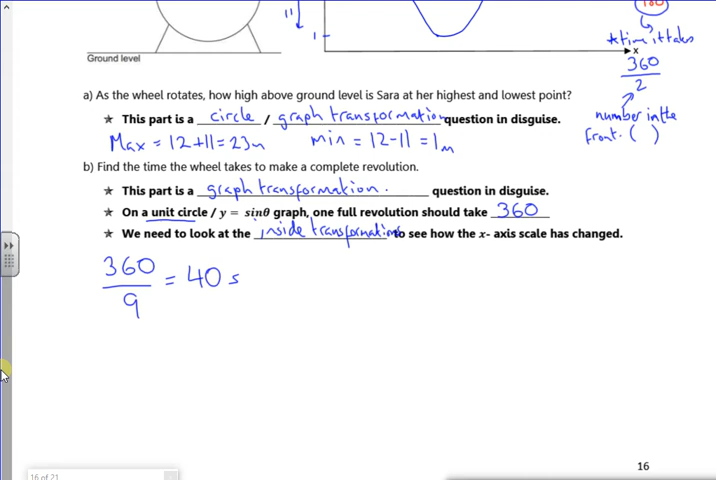 100
11
1
x
* time it takes
360
2
Ground level
number in the
front. ( )
a) As the wheel rotates, how high above ground level is Sara at her highest and lowest point?
★ This part is a circle / graph transformation question in disguise.
Max = 12+11 = 23m min = 12-11 = 1m
b) Find the time the wheel takes to make a complete revolution.
★ This part is a graph transformation. question in disguise.
★ On a unit circle / y = sinθ graph, one full revolution should take 360
★ We need to look at the inside transformations to see how the x- axis scale has changed.
360
9
= 40 s
16
16 of 21